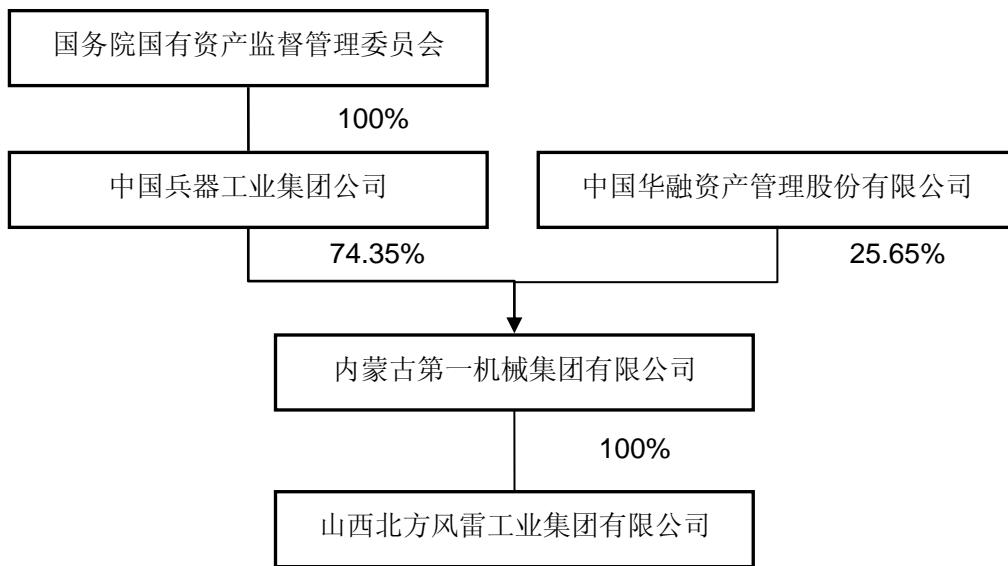 国务院国有资产监督管理委员会
100%
中国兵器工业集团公司
中国华融资产管理股份有限公司
74.35%
25.65%
内蒙古第一机械集团有限公司
100%
山西北方风雷工业集团有限公司